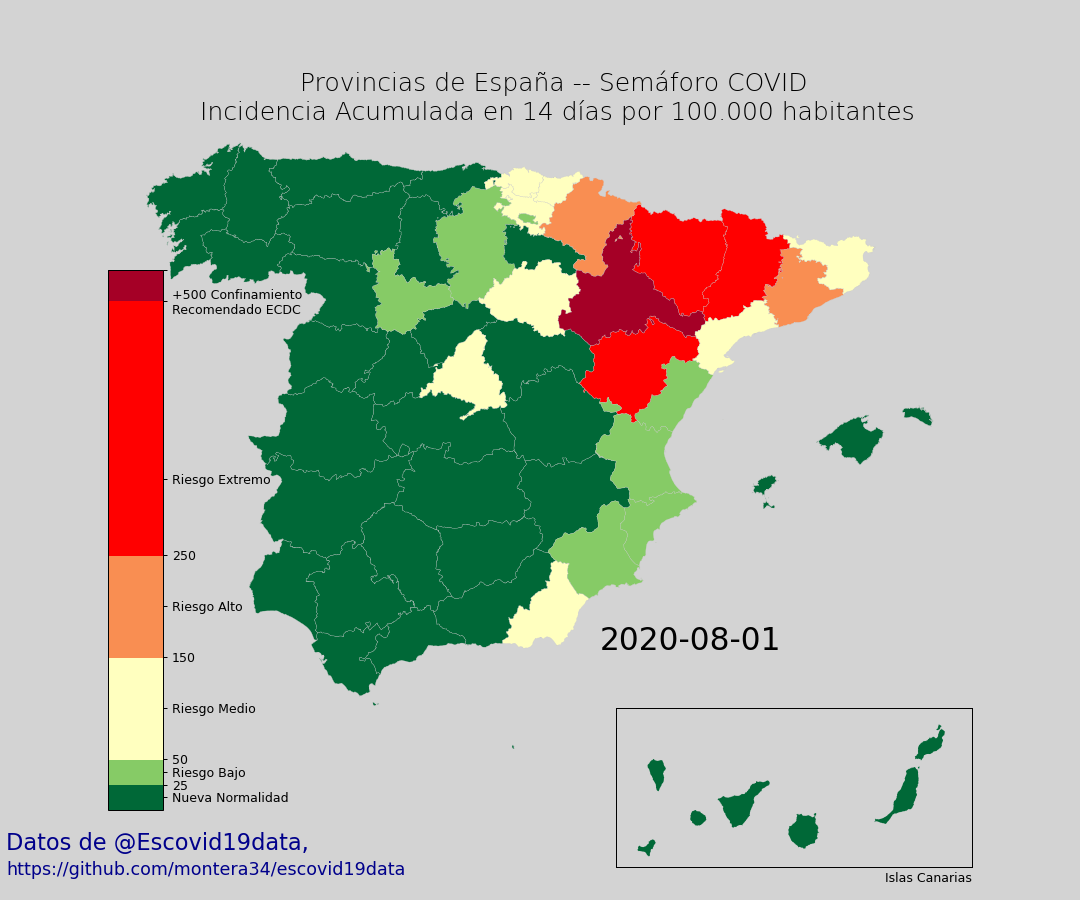 Provincias de España -- Semáforo COVID
Incidencia Acumulada en 14 días por 100.000 habitantes
+500 Confinamiento
Recomendado ECDC
Riesgo Extremo
250
Riesgo Alto
150
Riesgo Medio
50
Riesgo Bajo
25
Nueva Normalidad
2020-08-01
Islas Canarias
Datos de @Escovid19data,
https://github.com/montera34/escovid19data